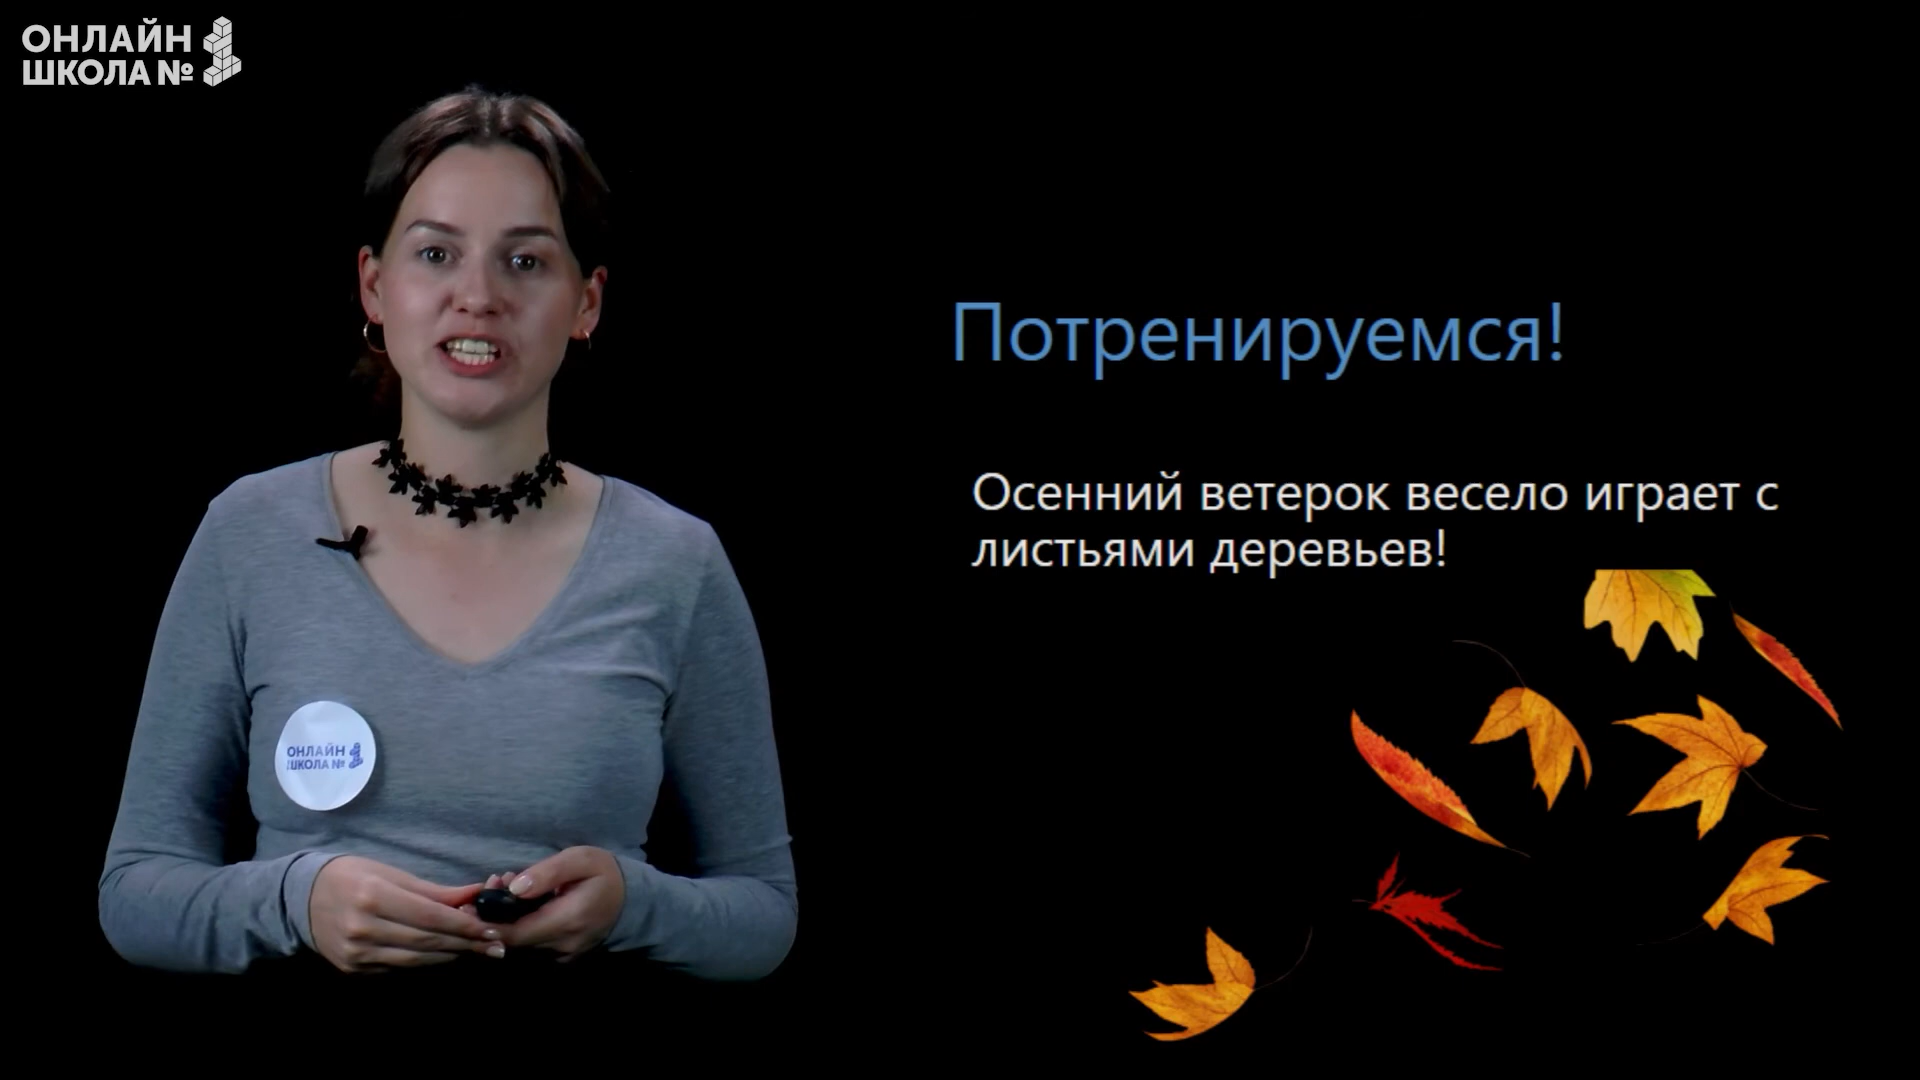 ОНЛАЙН
ШКОЛА №
Потренируемся!
Осенний ветерок весело играет с
листьями деревьев!
ОНЛАЙН
ШКОЛА №